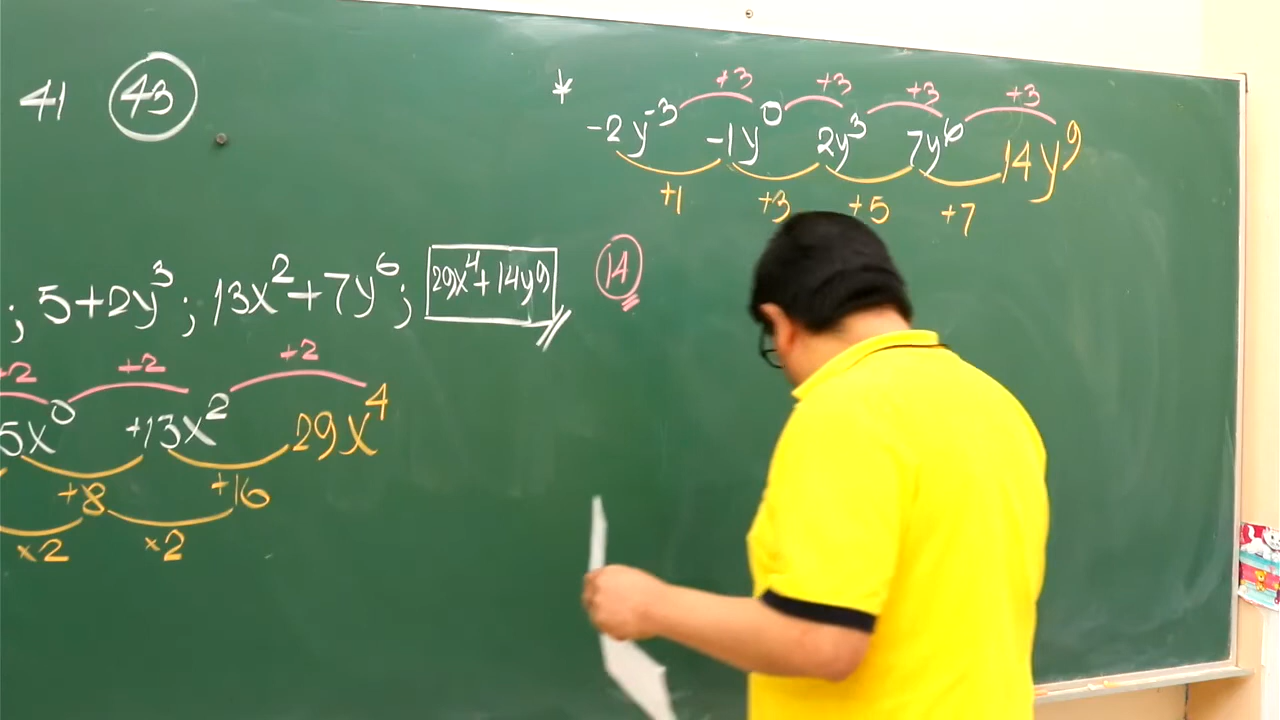 41 43
* +3 +3 +3 +3
-2y⁻³ -1y⁰ 2y³ 7y⁶ 14y⁹
+1 +3 +5 +7
; 5+2y³; 13x²+7y⁶; 29x⁴+14y⁹ 14
+2 +2 +2
5x⁰ +13x² 29x⁴
+8 +16
×2 ×2